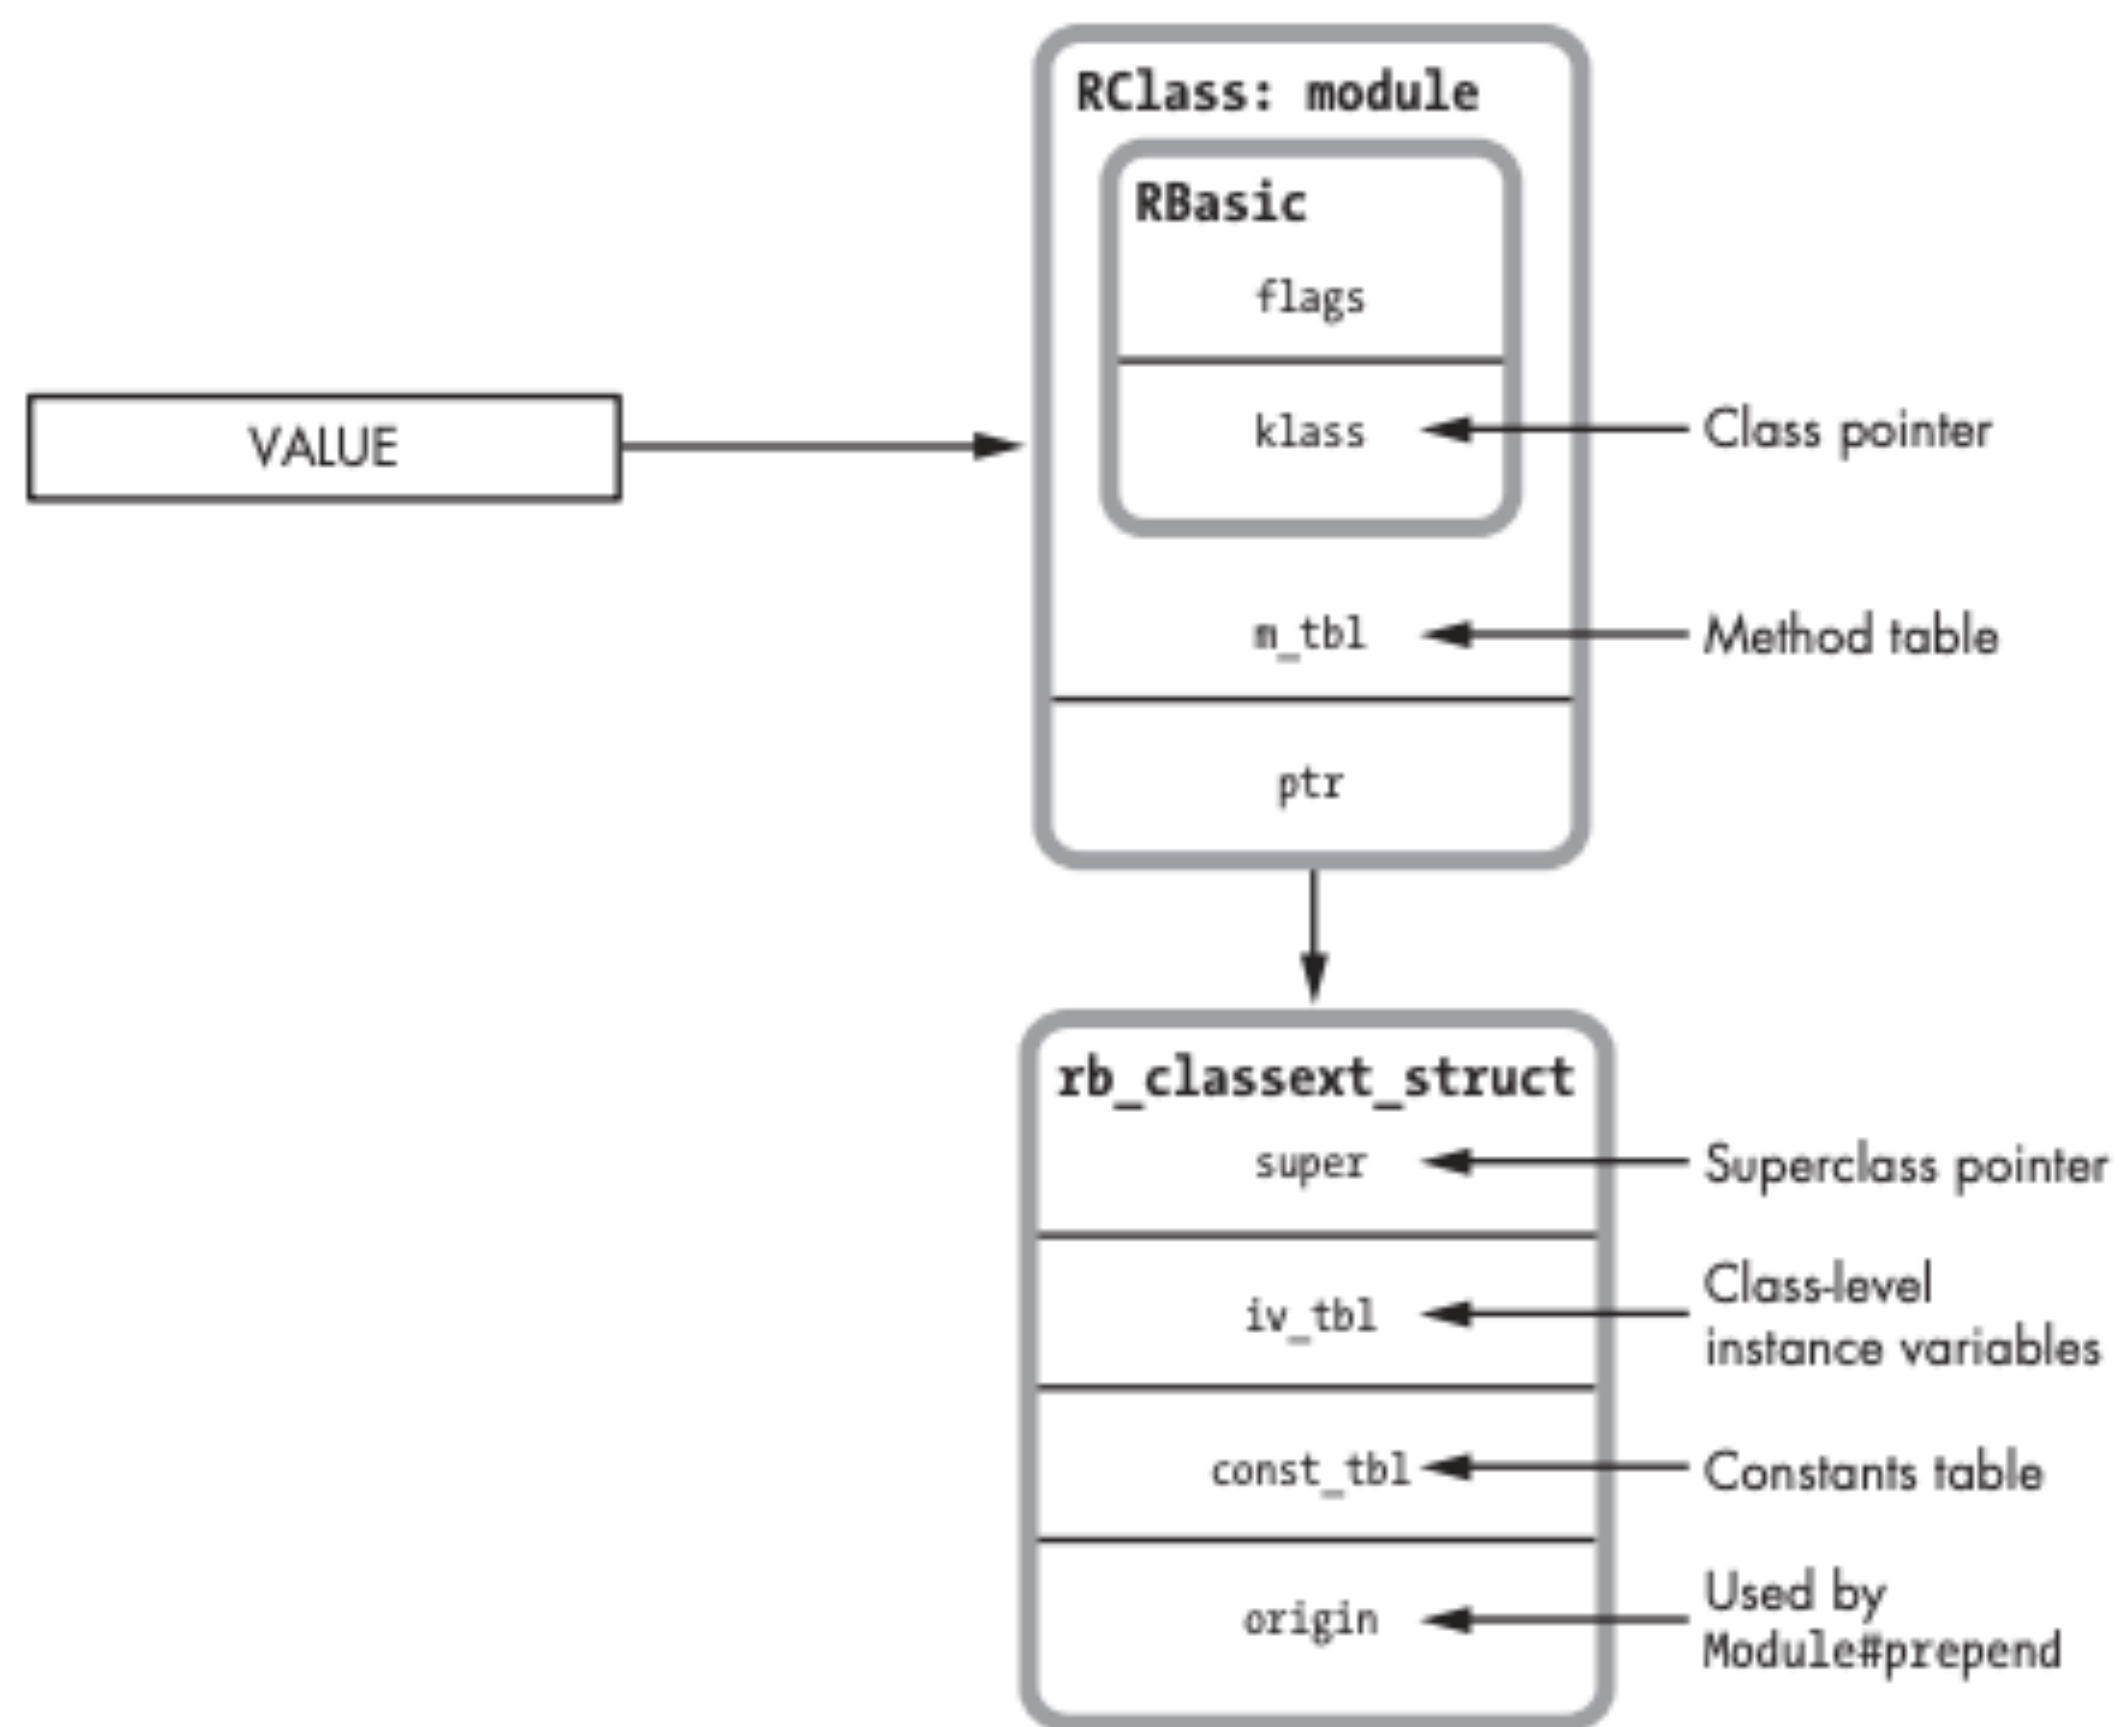 RClass: module
RBasic
flags
VALUE
klass
Class pointer
m_tbl
Method table
ptr
rb_classext_struct
super
Superclass pointer
iv_tbl
Class-level
instance variables
const_tbl
Constants table
origin
Used by
Module#prepend